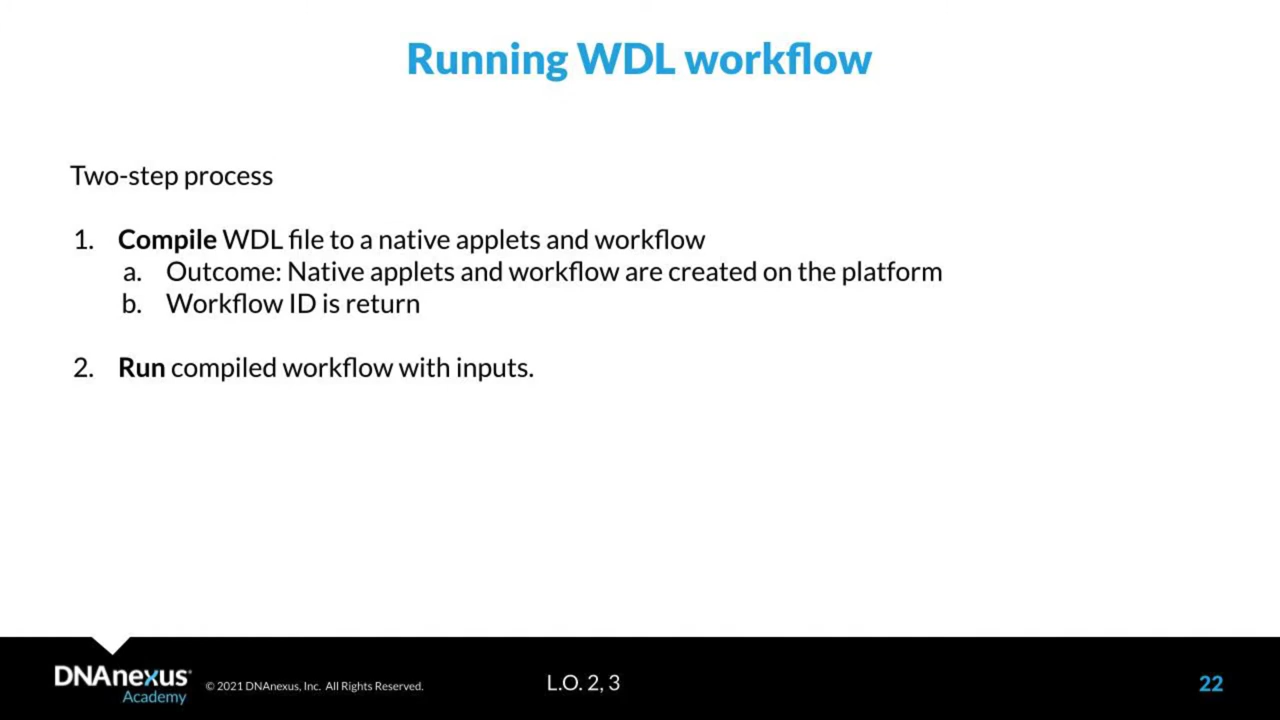 Running WDL workflow
Two-step process
1. Compile WDL file to a native applets and workflow
a. Outcome: Native applets and workflow are created on the platform
b. Workflow ID is return
2. Run compiled workflow with inputs.
DNAnexus
Academy
© 2021 DNAnexus, Inc. All Rights Reserved.
L.O. 2, 3
22